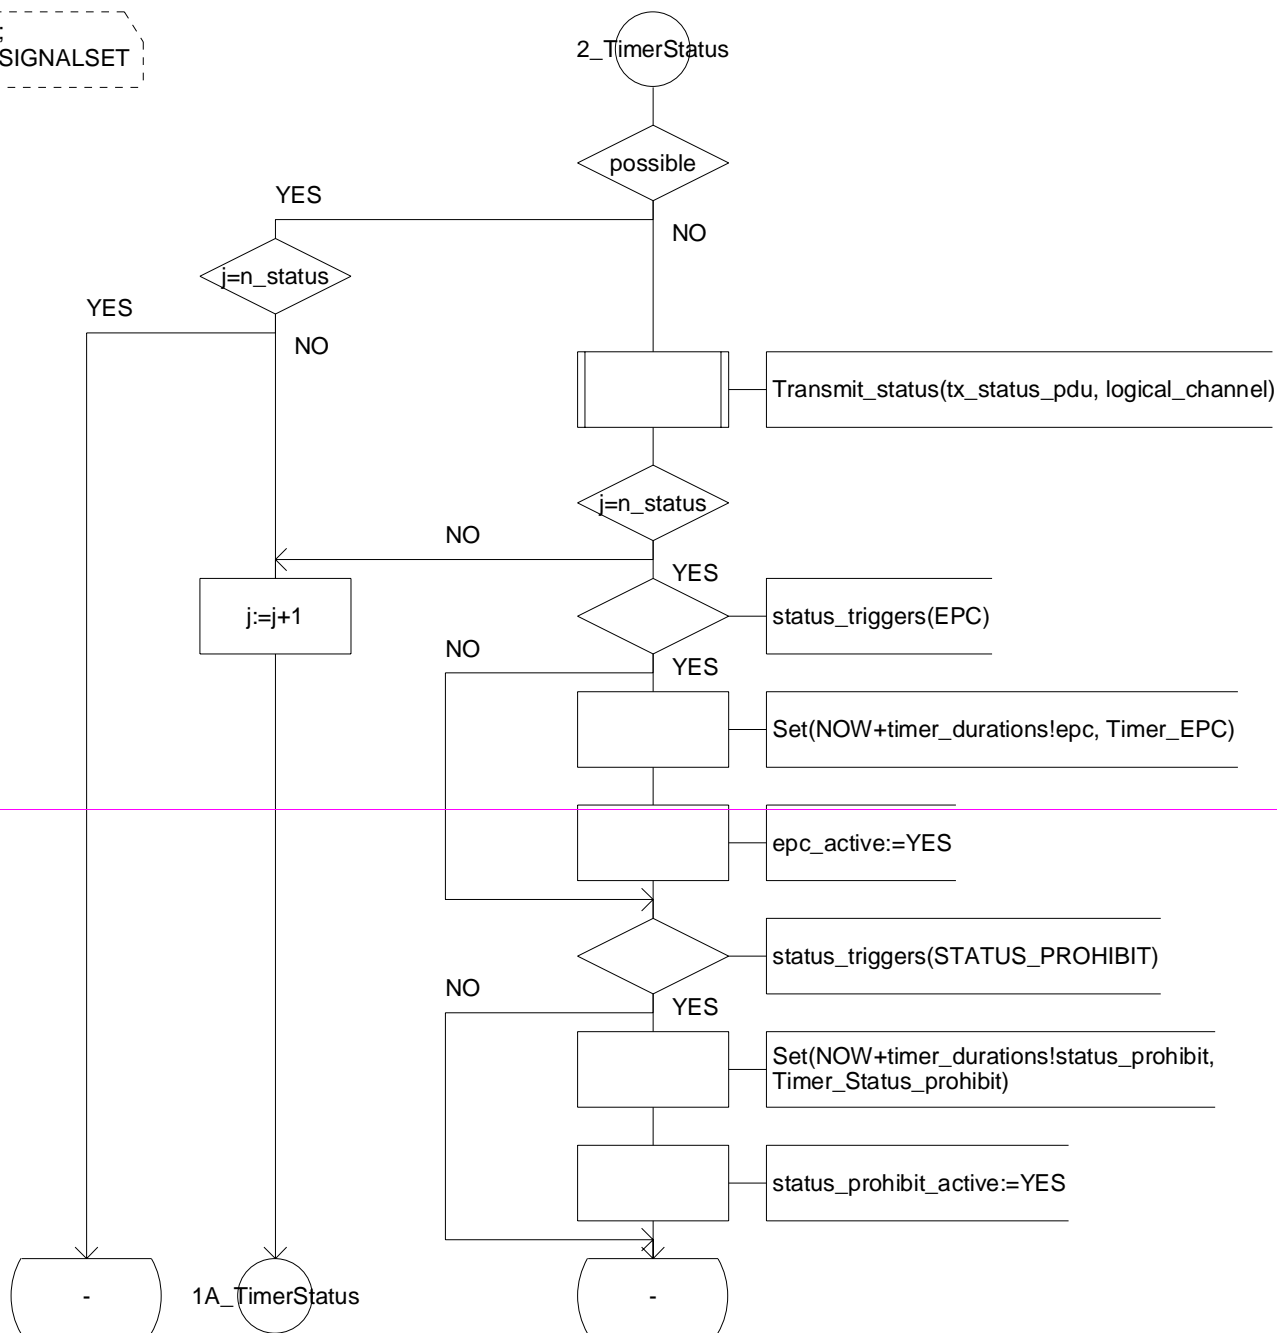 ;
SIGNALSET
2_TimerStatus
possible
YES
NO
j=n_status
YES
NO
Transmit_status(tx_status_pdu, logical_channel)
j=n_status
NO
YES
j:=j+1
status_triggers(EPC)
NO
YES
Set(NOW+timer_durations!epc, Timer_EPC)
epc_active:=YES
status_triggers(STATUS_PROHIBIT)
NO
YES
Set(NOW+timer_durations!status_prohibit,
Timer_Status_prohibit)
status_prohibit_active:=YES
-
1A_TimerStatus
-